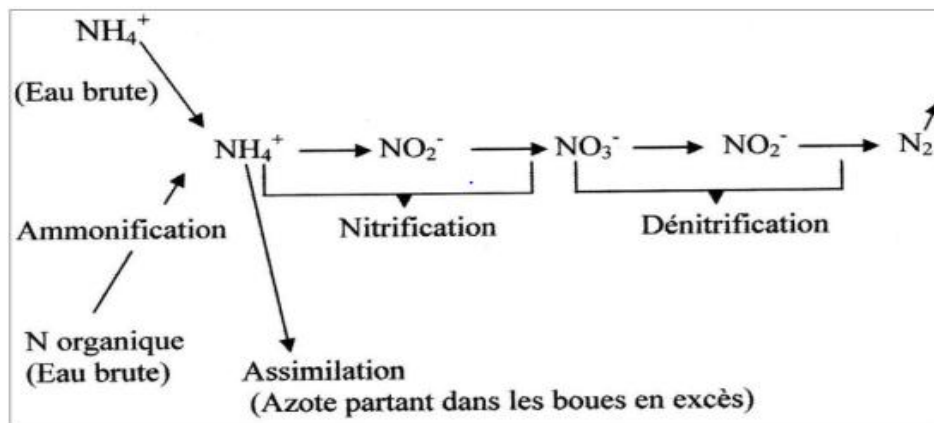 NH₄⁺
(Eau brute)
NH₄⁺ NO₂⁻ NO₃⁻ NO₂⁻ N₂
Ammonification Nitrification Dénitrification
N organique
(Eau brute)
Assimilation
(Azote partant dans les boues en excès)